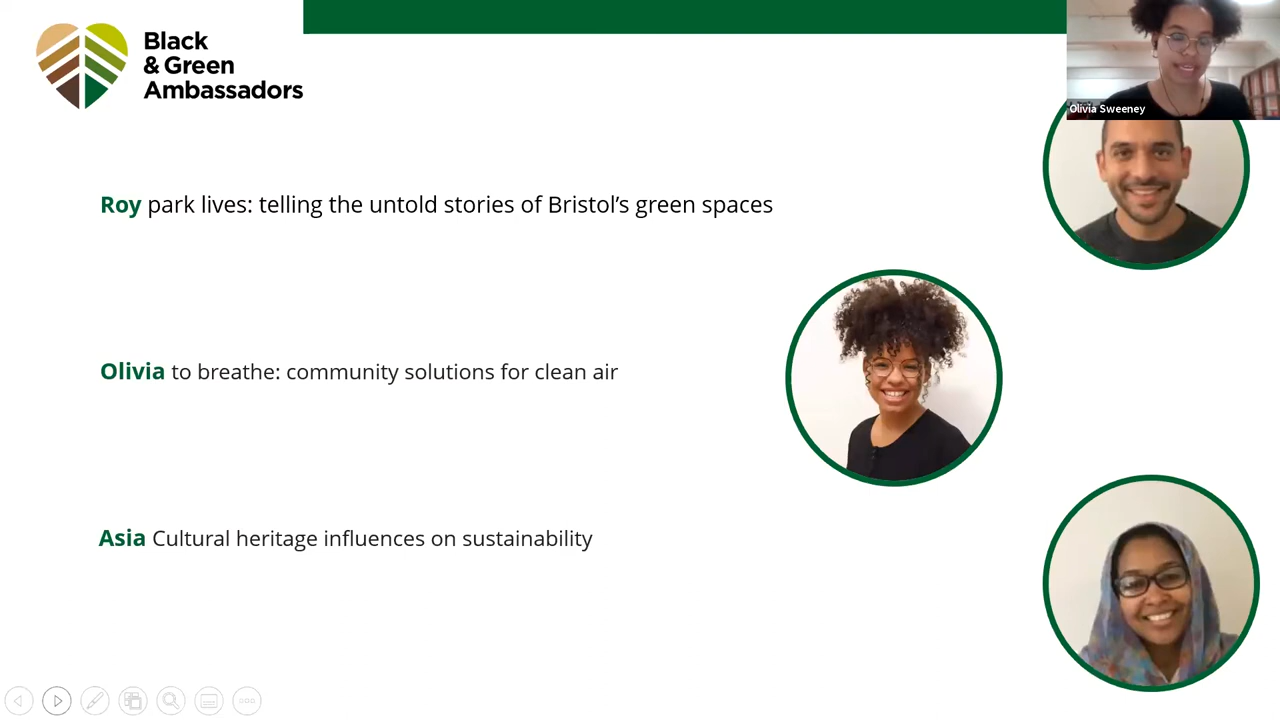 Black
& Green
Ambassadors
Olivia Sweeney
Roy park lives: telling the untold stories of Bristol’s green spaces
Olivia to breathe: community solutions for clean air
Asia Cultural heritage influences on sustainability